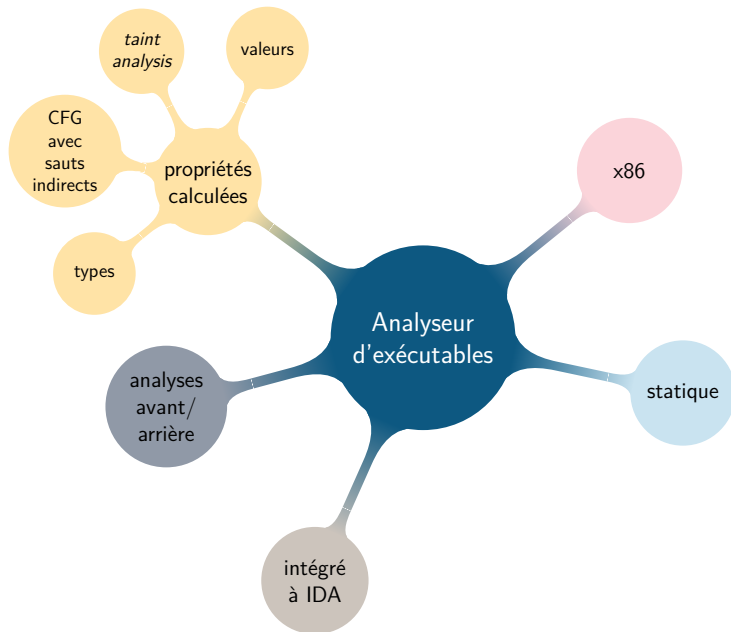 taint
analysis
valeurs
CFG
avec
sauts
indirects
propriétés
calculées
types
x86
Analyseur
d'exécutables
statique
analyses
avant/
arrière
intégré
à IDA